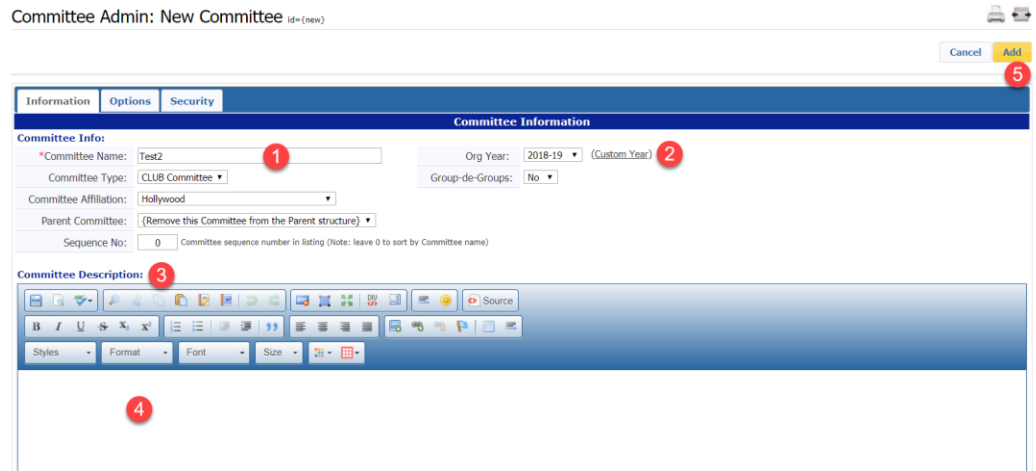 Committee Admin: New Committee id={new}
Cancel Add
5
Information Options Security
Committee Information
Committee Info:
*Committee Name: Test2 1 Org Year: 2018-19 (Custom Year) 2
Committee Type: CLUB Committee Group-de-Groups: No
Committee Affiliation: Hollywood
Parent Committee: {Remove this Committee from the Parent structure}
Sequence No: 0 Committee sequence number in listing (Note: leave 0 to sort by Committee name)
Committee Description: 3
DIV Source
B I U S X₂ X²
Styles Format Font Size
4